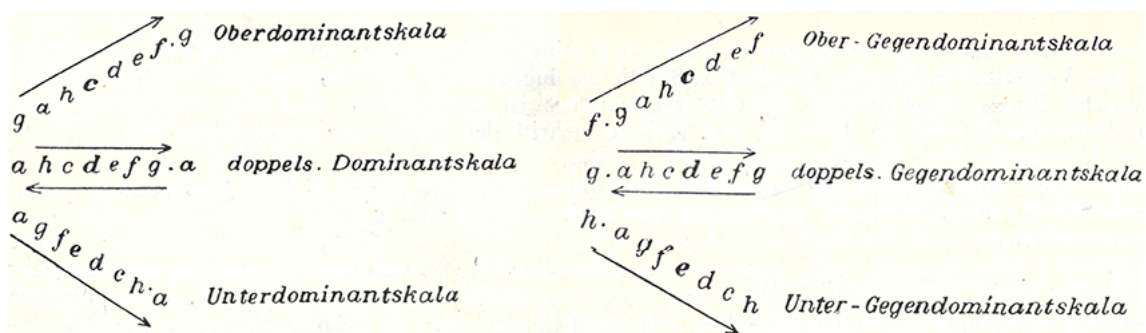 g a h c d e f . g Oberdominantskala
a h c d e f g . a doppels. Dominantskala
a g f e d c h . a Unterdominantskala
f . g a h c d e f Ober-Gegendominantskala
g . a h c d e f g doppels. Gegendominantskala
h . a g f e d c h Unter-Gegendominantskala